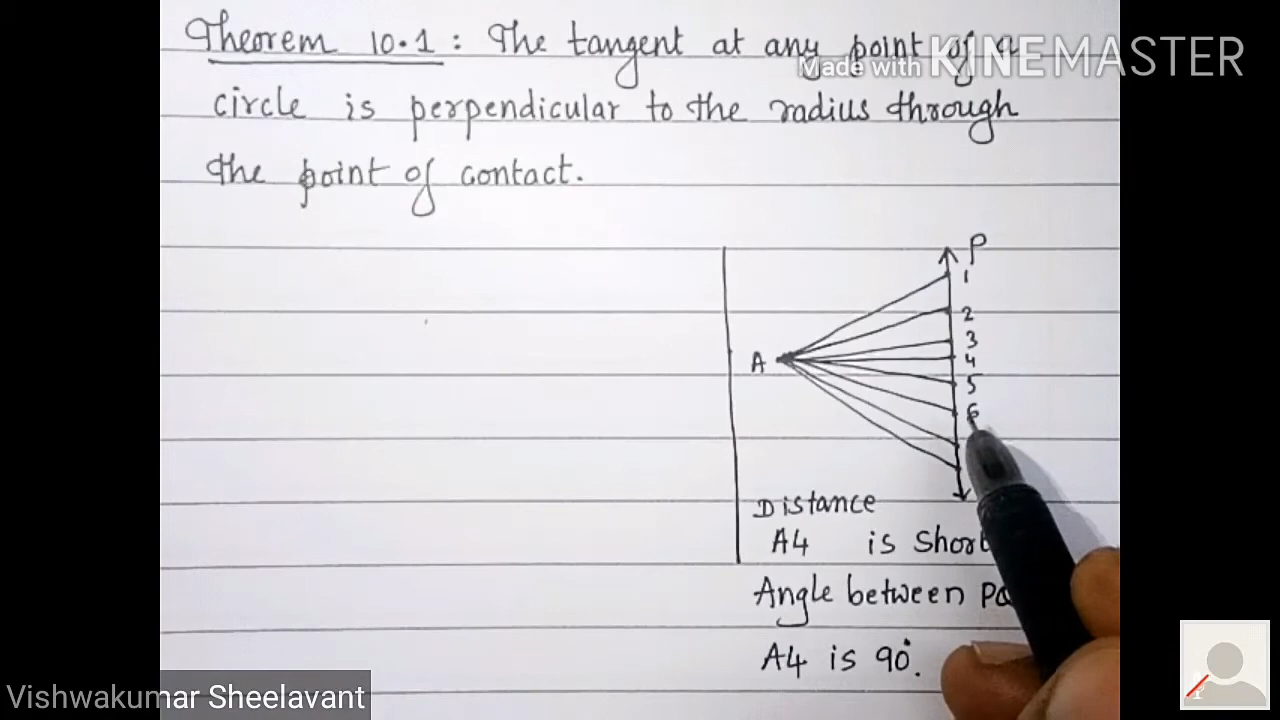 Theorem 10.1 : The tangent at any point of a
Made with KINEMASTER
circle is perpendicular to the radius through
the point of contact.
P
1
2
3
A
4
5
6
Distance
A4 is Short
Angle between
A4 is 90°.
Vishwakumar Sheelavant